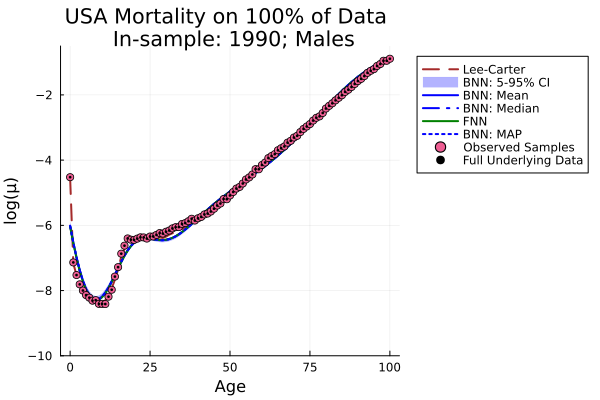 USA Mortality on 100% of Data
In-sample: 1990; Males
Lee-Carter
BNN: 5-95% CI
BNN: Mean
BNN: Median
FNN
BNN: MAP
Observed Samples
Full Underlying Data
log(μ)
−2
−4
−6
−8
−10
0 25 50 75 100
Age